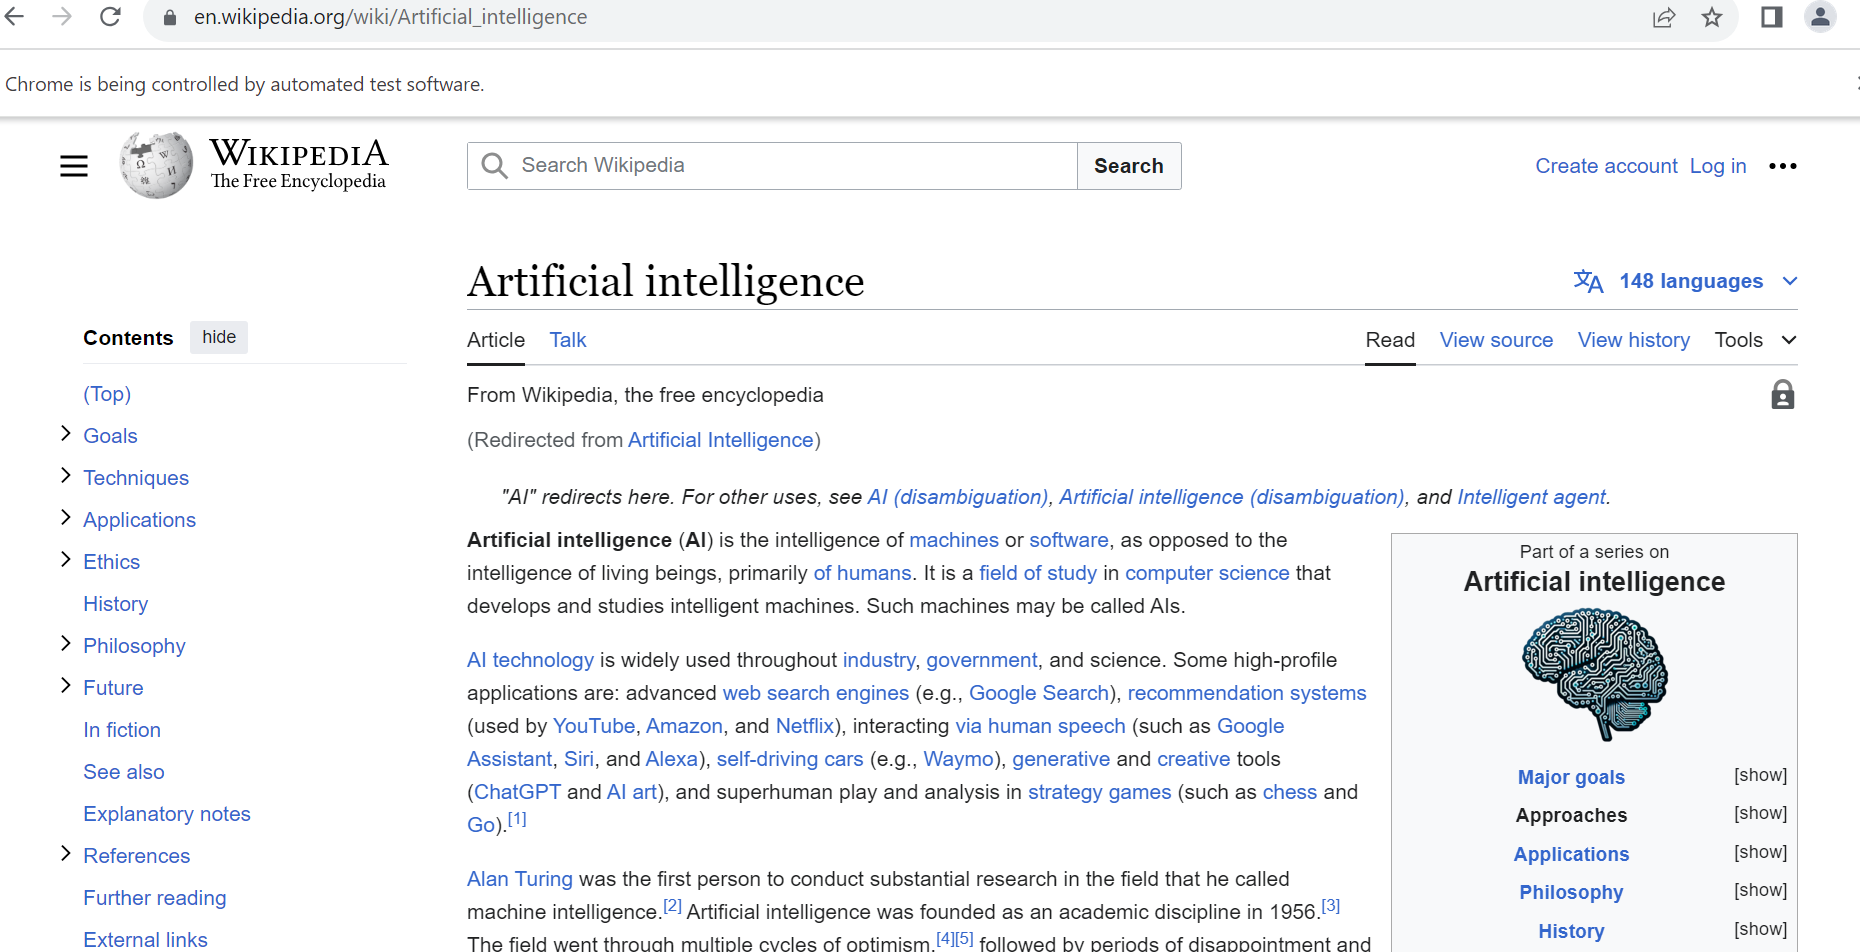 en.wikipedia.org/wiki/Artificial_intelligence
Chrome is being controlled by automated test software.
WIKIPEDIA
The Free Encyclopedia
Search Wikipedia
Search
Create account Log in
Artificial intelligence
148 languages
Contents hide
(Top)
Goals
Techniques
Applications
Ethics
History
Philosophy
Future
In fiction
See also
Explanatory notes
References
Further reading
External links
Article Talk
Read View source View history Tools
From Wikipedia, the free encyclopedia
(Redirected from Artificial Intelligence)
"AI" redirects here. For other uses, see AI (disambiguation), Artificial intelligence (disambiguation), and Intelligent agent.
Artificial intelligence (AI) is the intelligence of machines or software, as opposed to the
intelligence of living beings, primarily of humans. It is a field of study in computer science that
develops and studies intelligent machines. Such machines may be called AIs.
AI technology is widely used throughout industry, government, and science. Some high-profile
applications are: advanced web search engines (e.g., Google Search), recommendation systems
(used by YouTube, Amazon, and Netflix), interacting via human speech (such as Google
Assistant, Siri, and Alexa), self-driving cars (e.g., Waymo), generative and creative tools
(ChatGPT and AI art), and superhuman play and analysis in strategy games (such as chess and
Go).[1]
Alan Turing was the first person to conduct substantial research in the field that he called
machine intelligence.[2] Artificial intelligence was founded as an academic discipline in 1956.[3]
The field went through multiple cycles of optimism,[4][5] followed by periods of disappointment and
Part of a series on
Artificial intelligence
Major goals [show]
Approaches [show]
Applications [show]
Philosophy [show]
History [show]